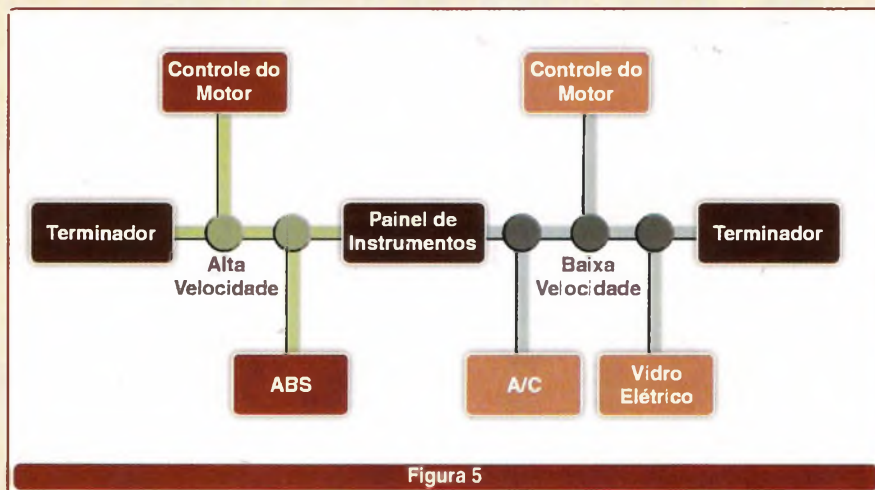 Controle do
Motor
Controle do
Motor
Terminador
Painel de
Instrumentos
Terminador
Alta
Velocidade
Baixa
Velocidade
ABS
A/C
Vidro
Elétrico
Figura 5